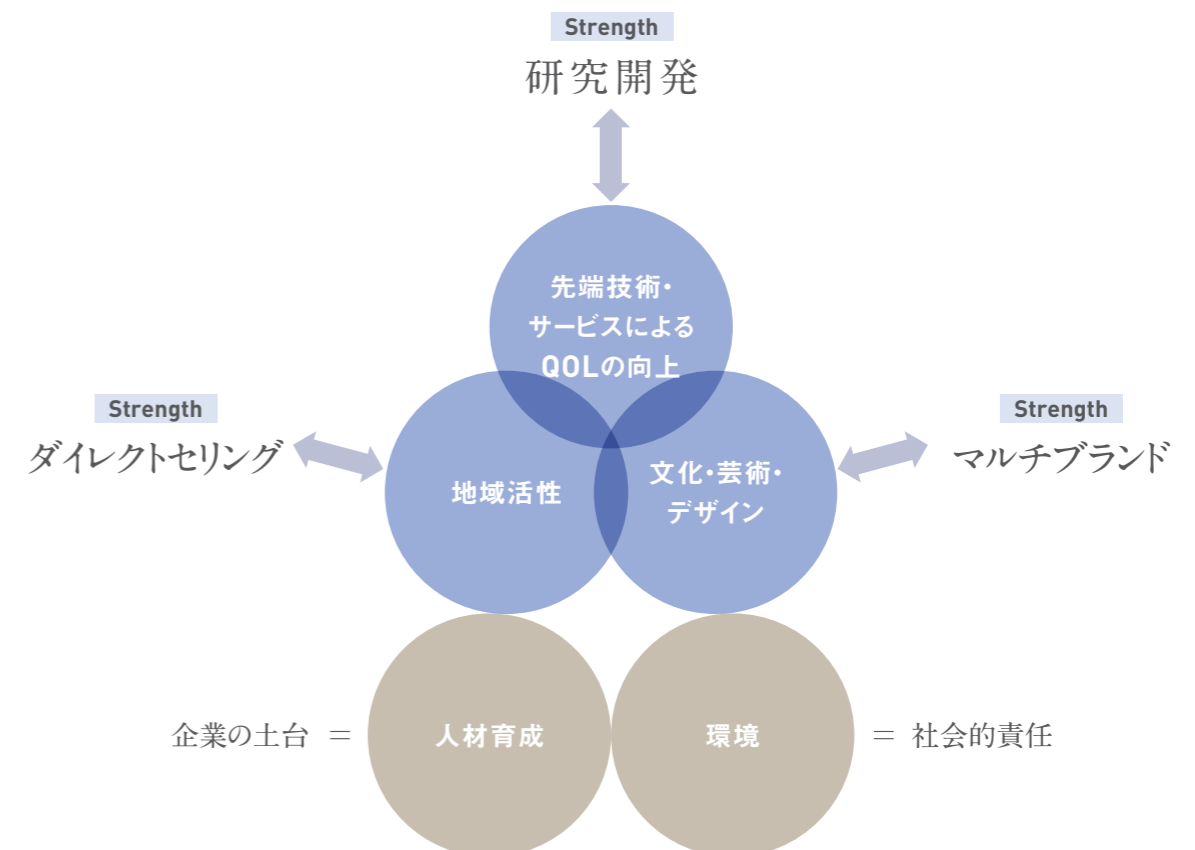 Strength
研究開発
先端技術・
サービスによる
QOLの向上
Strength
ダイレクトセリング
Strength
マルチブランド
地域活性
文化・芸術・
デザイン
企業の土台 =
人材育成
環境
= 社会的責任